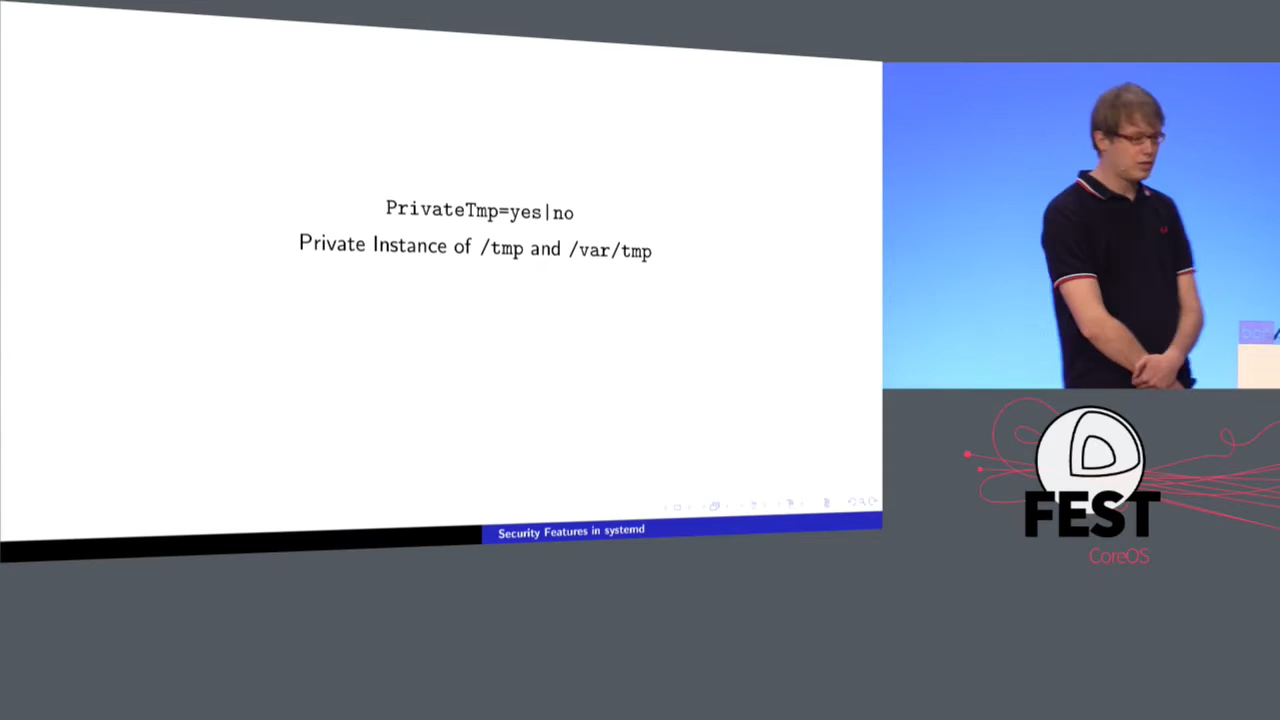 PrivateTmp=yes|no
Private Instance of /tmp and /var/tmp
Security Features in systemd
FEST
CoreOS